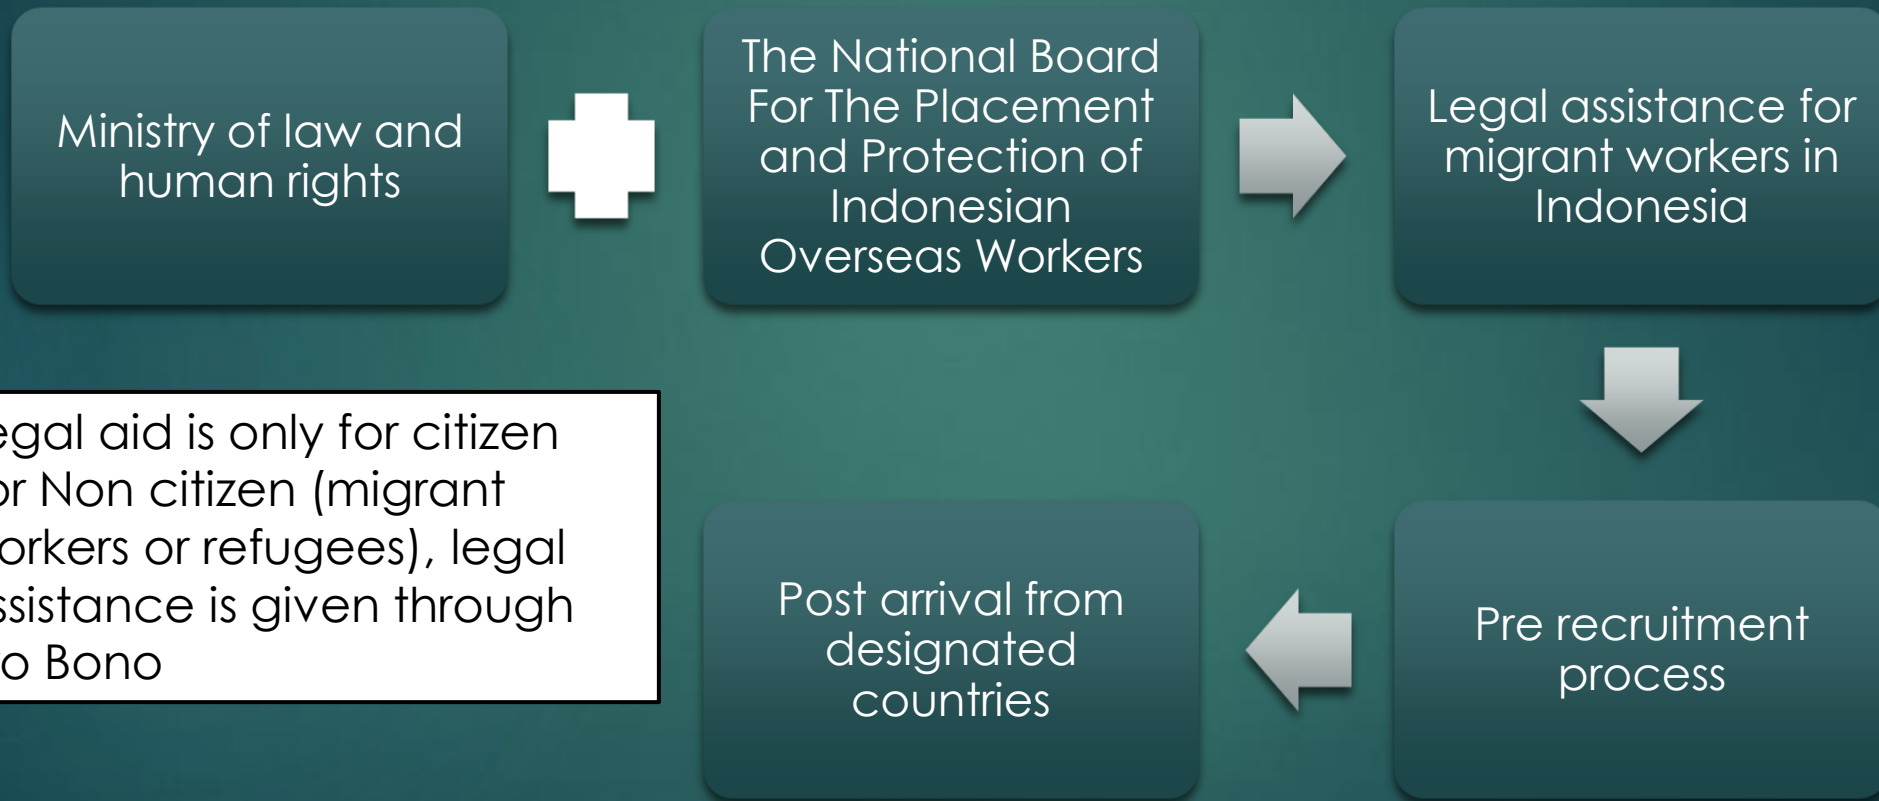 Ministry of law and
human rights
The National Board
For The Placement
and Protection of
Indonesian
Overseas Workers
Legal assistance for
migrant workers in
Indonesia
Pre recruitment
process
Post arrival from
designated
countries
egal aid is only for citizen
or Non citizen (migrant
orkers or refugees), legal
ssistance is given through
o Bono